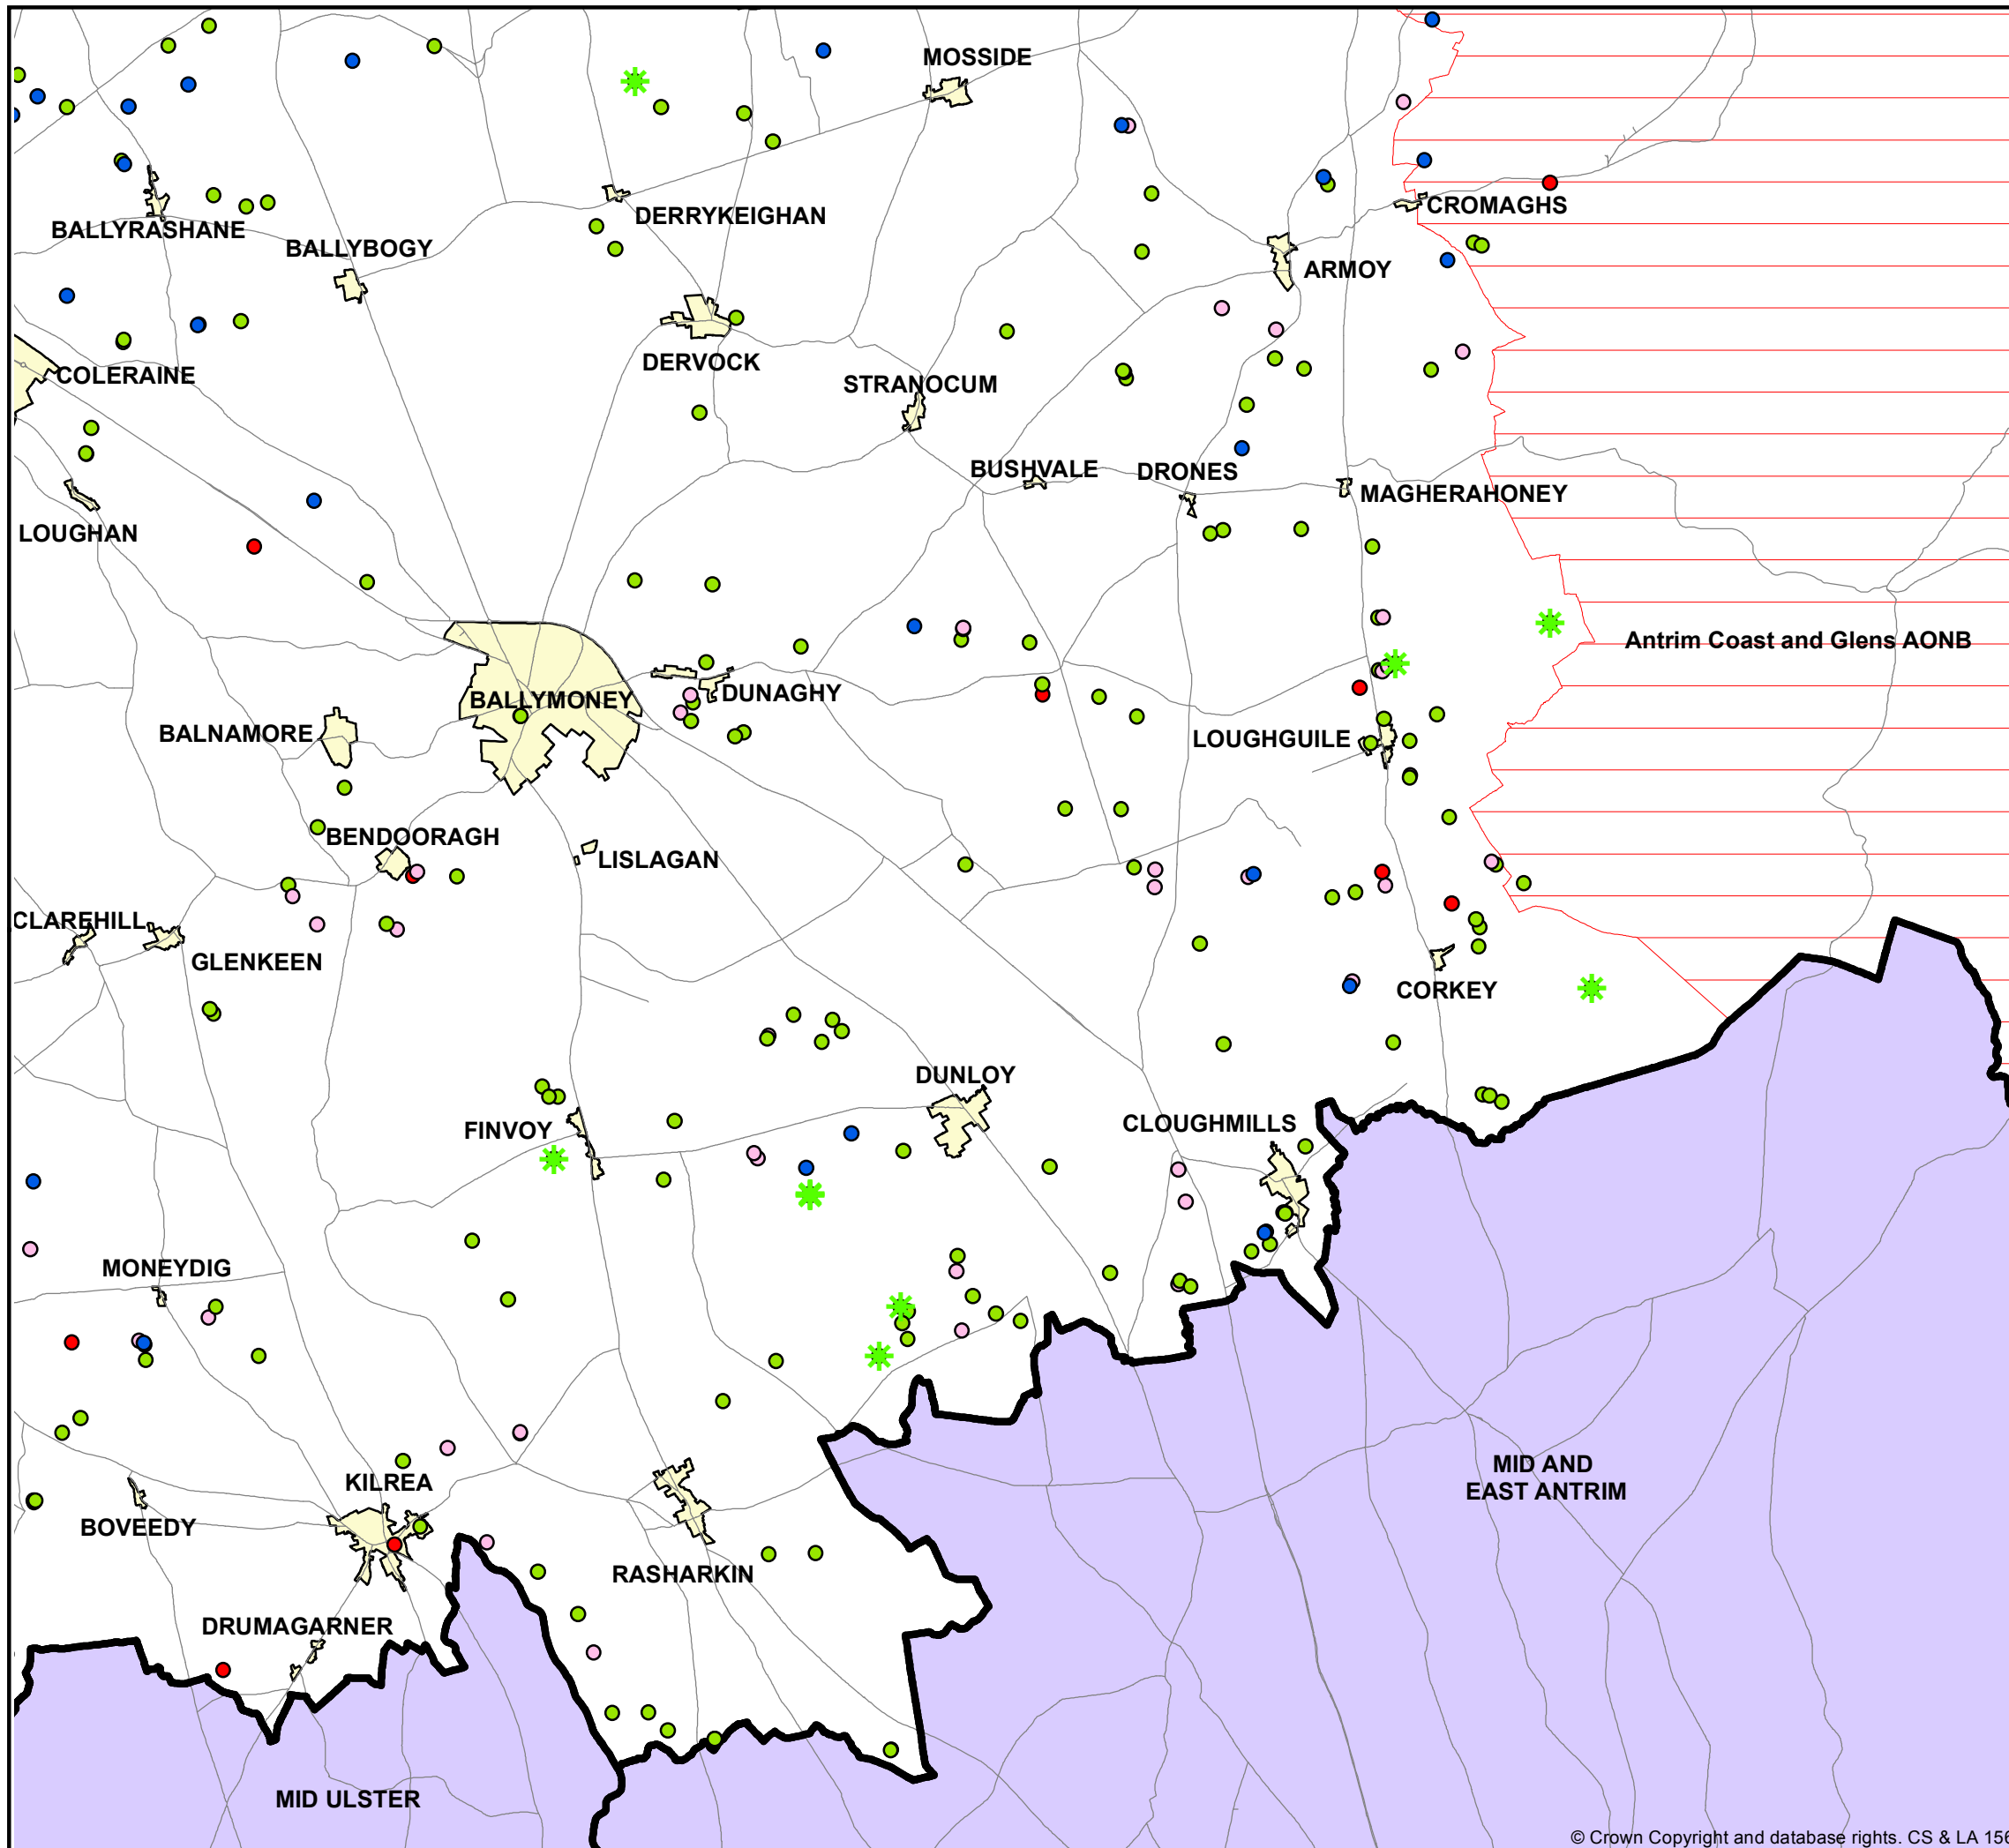 MOSSIDE
CROMAGHS
DERRYKEIGHAN
BALLYRASHANE
BALLYBOGY
ARMOY
DERVOCK
COLERAINE
STRANOCUM
BUSHVALE
DRONES
MAGHERAHONEY
LOUGHAN
Antrim Coast and Glens AONB
DUNAGHY
BALLYMONEY
BALNAMORE
LOUGHGUILE
BENDOORAGH
LISLAGAN
CLAREHILL
GLENKEEN
CORKEY
DUNLOY
CLOUGHMILLS
FINVOY
MONEYDIG
MID AND
EAST ANTRIM
KILREA
BOVEEDY
RASHARKIN
DRUMAGARNER
MID ULSTER
© Crown Copyright and database rights. CS & LA 156